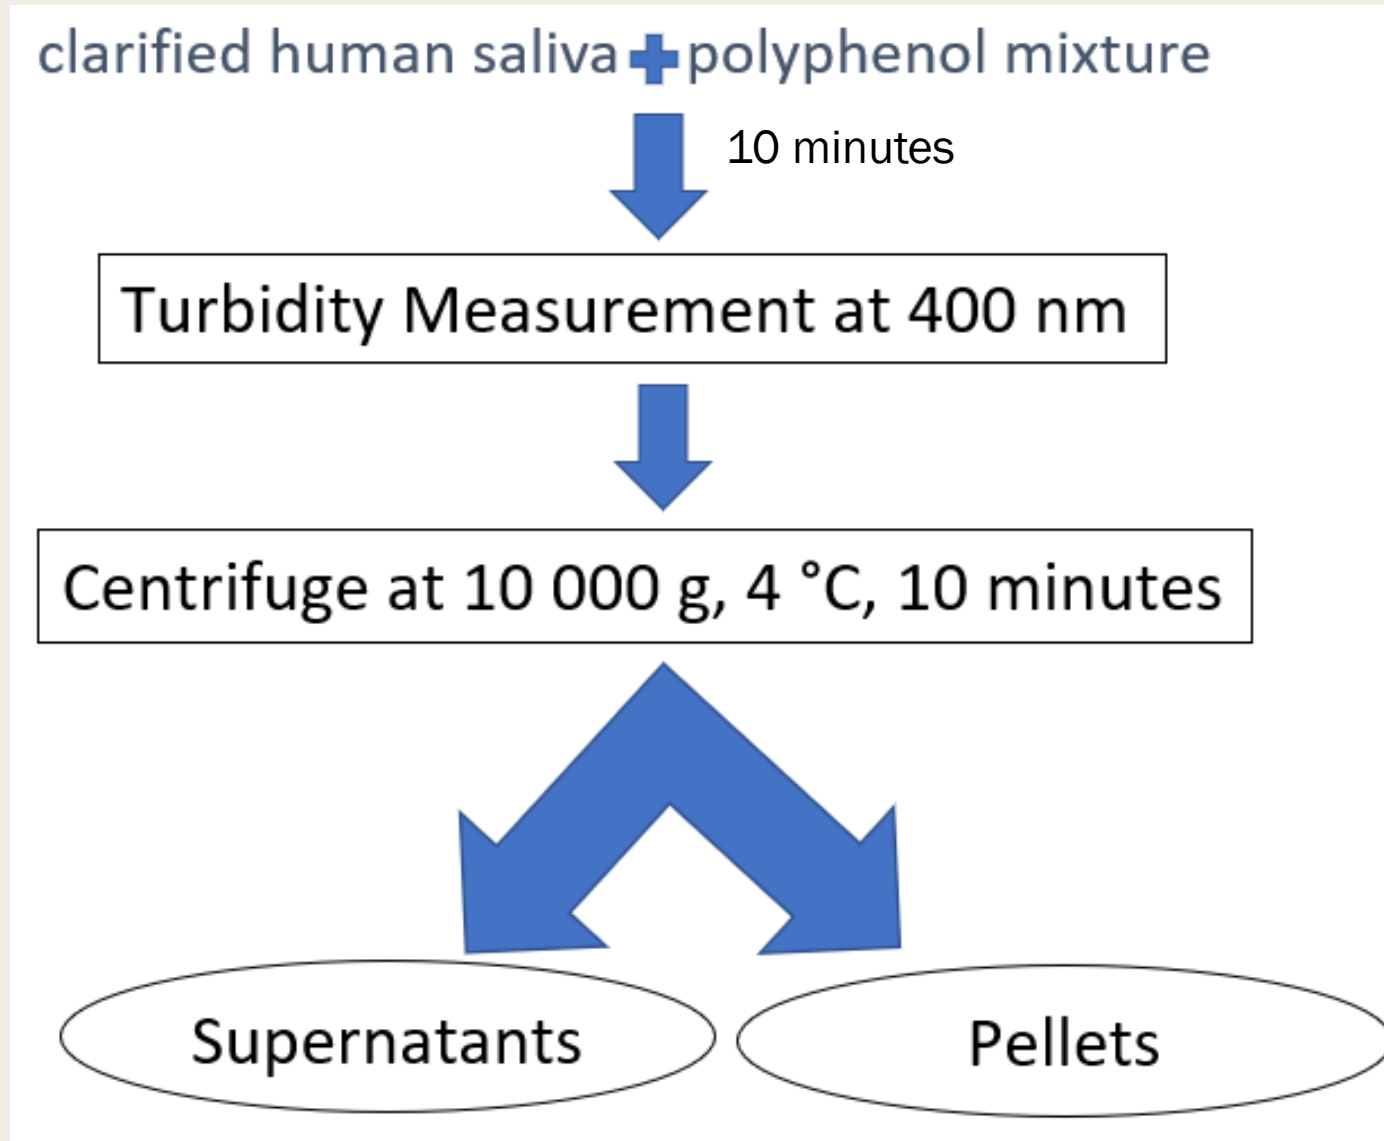 clarified human saliva + polyphenol mixture
10 minutes
Turbidity Measurement at 400 nm
Centrifuge at 10 000 g, 4 °C, 10 minutes
Supernatants
Pellets